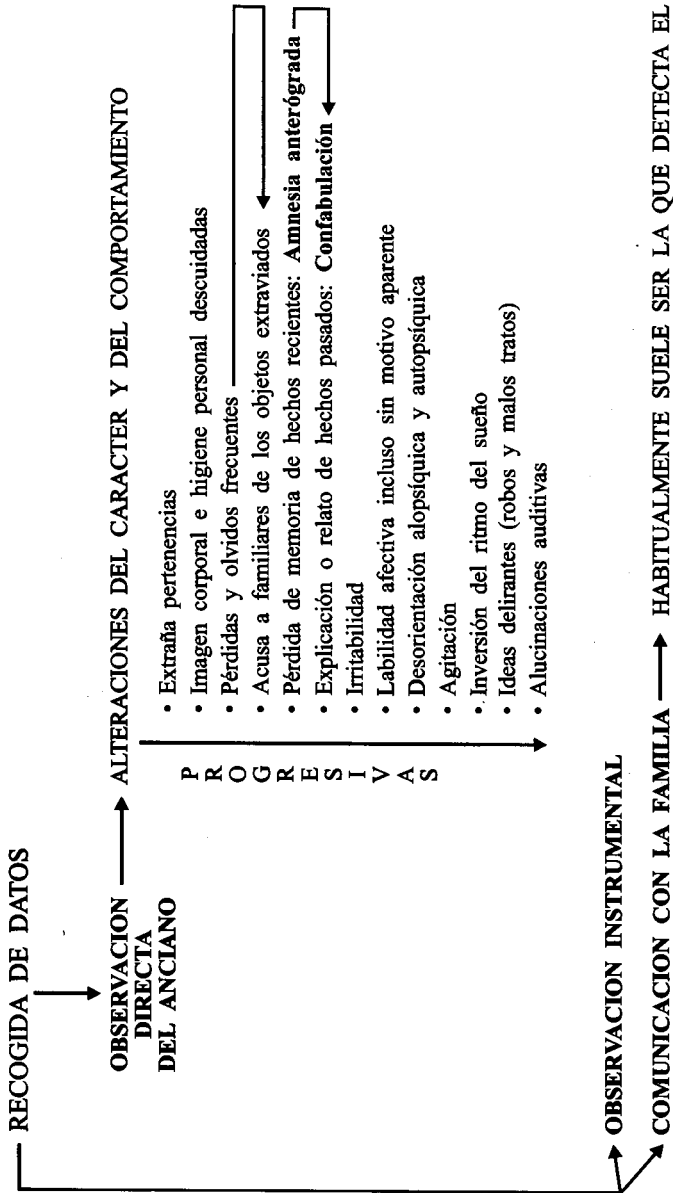 RECOGIDA DE DATOS
OBSERVACION
DIRECTA
DEL ANCIANO
ALTERACIONES DEL CARACTER Y DEL COMPORTAMIENTO
P
R
O
G
R
E
S
I
V
A
S
• Extraña pertenencias
• Imagen corporal e higiene personal descuidadas
• Pérdidas y olvidos frecuentes
• Acusa a familiares de los objetos extraviados
• Pérdida de memoria de hechos recientes: Amnesia anterógrada
• Explicación o relato de hechos pasados: Confabulación
• Irritabilidad
• Labilidad afectiva incluso sin motivo aparente
• Desorientación alopsíquica y autopsíquica
• Agitación
• Inversión del ritmo del sueño
• Ideas delirantes (robos y malos tratos)
• Alucinaciones auditivas
OBSERVACION INSTRUMENTAL
COMUNICACION CON LA FAMILIA
HABITUALMENTE SUELE SER LA QUE DETECTA EL